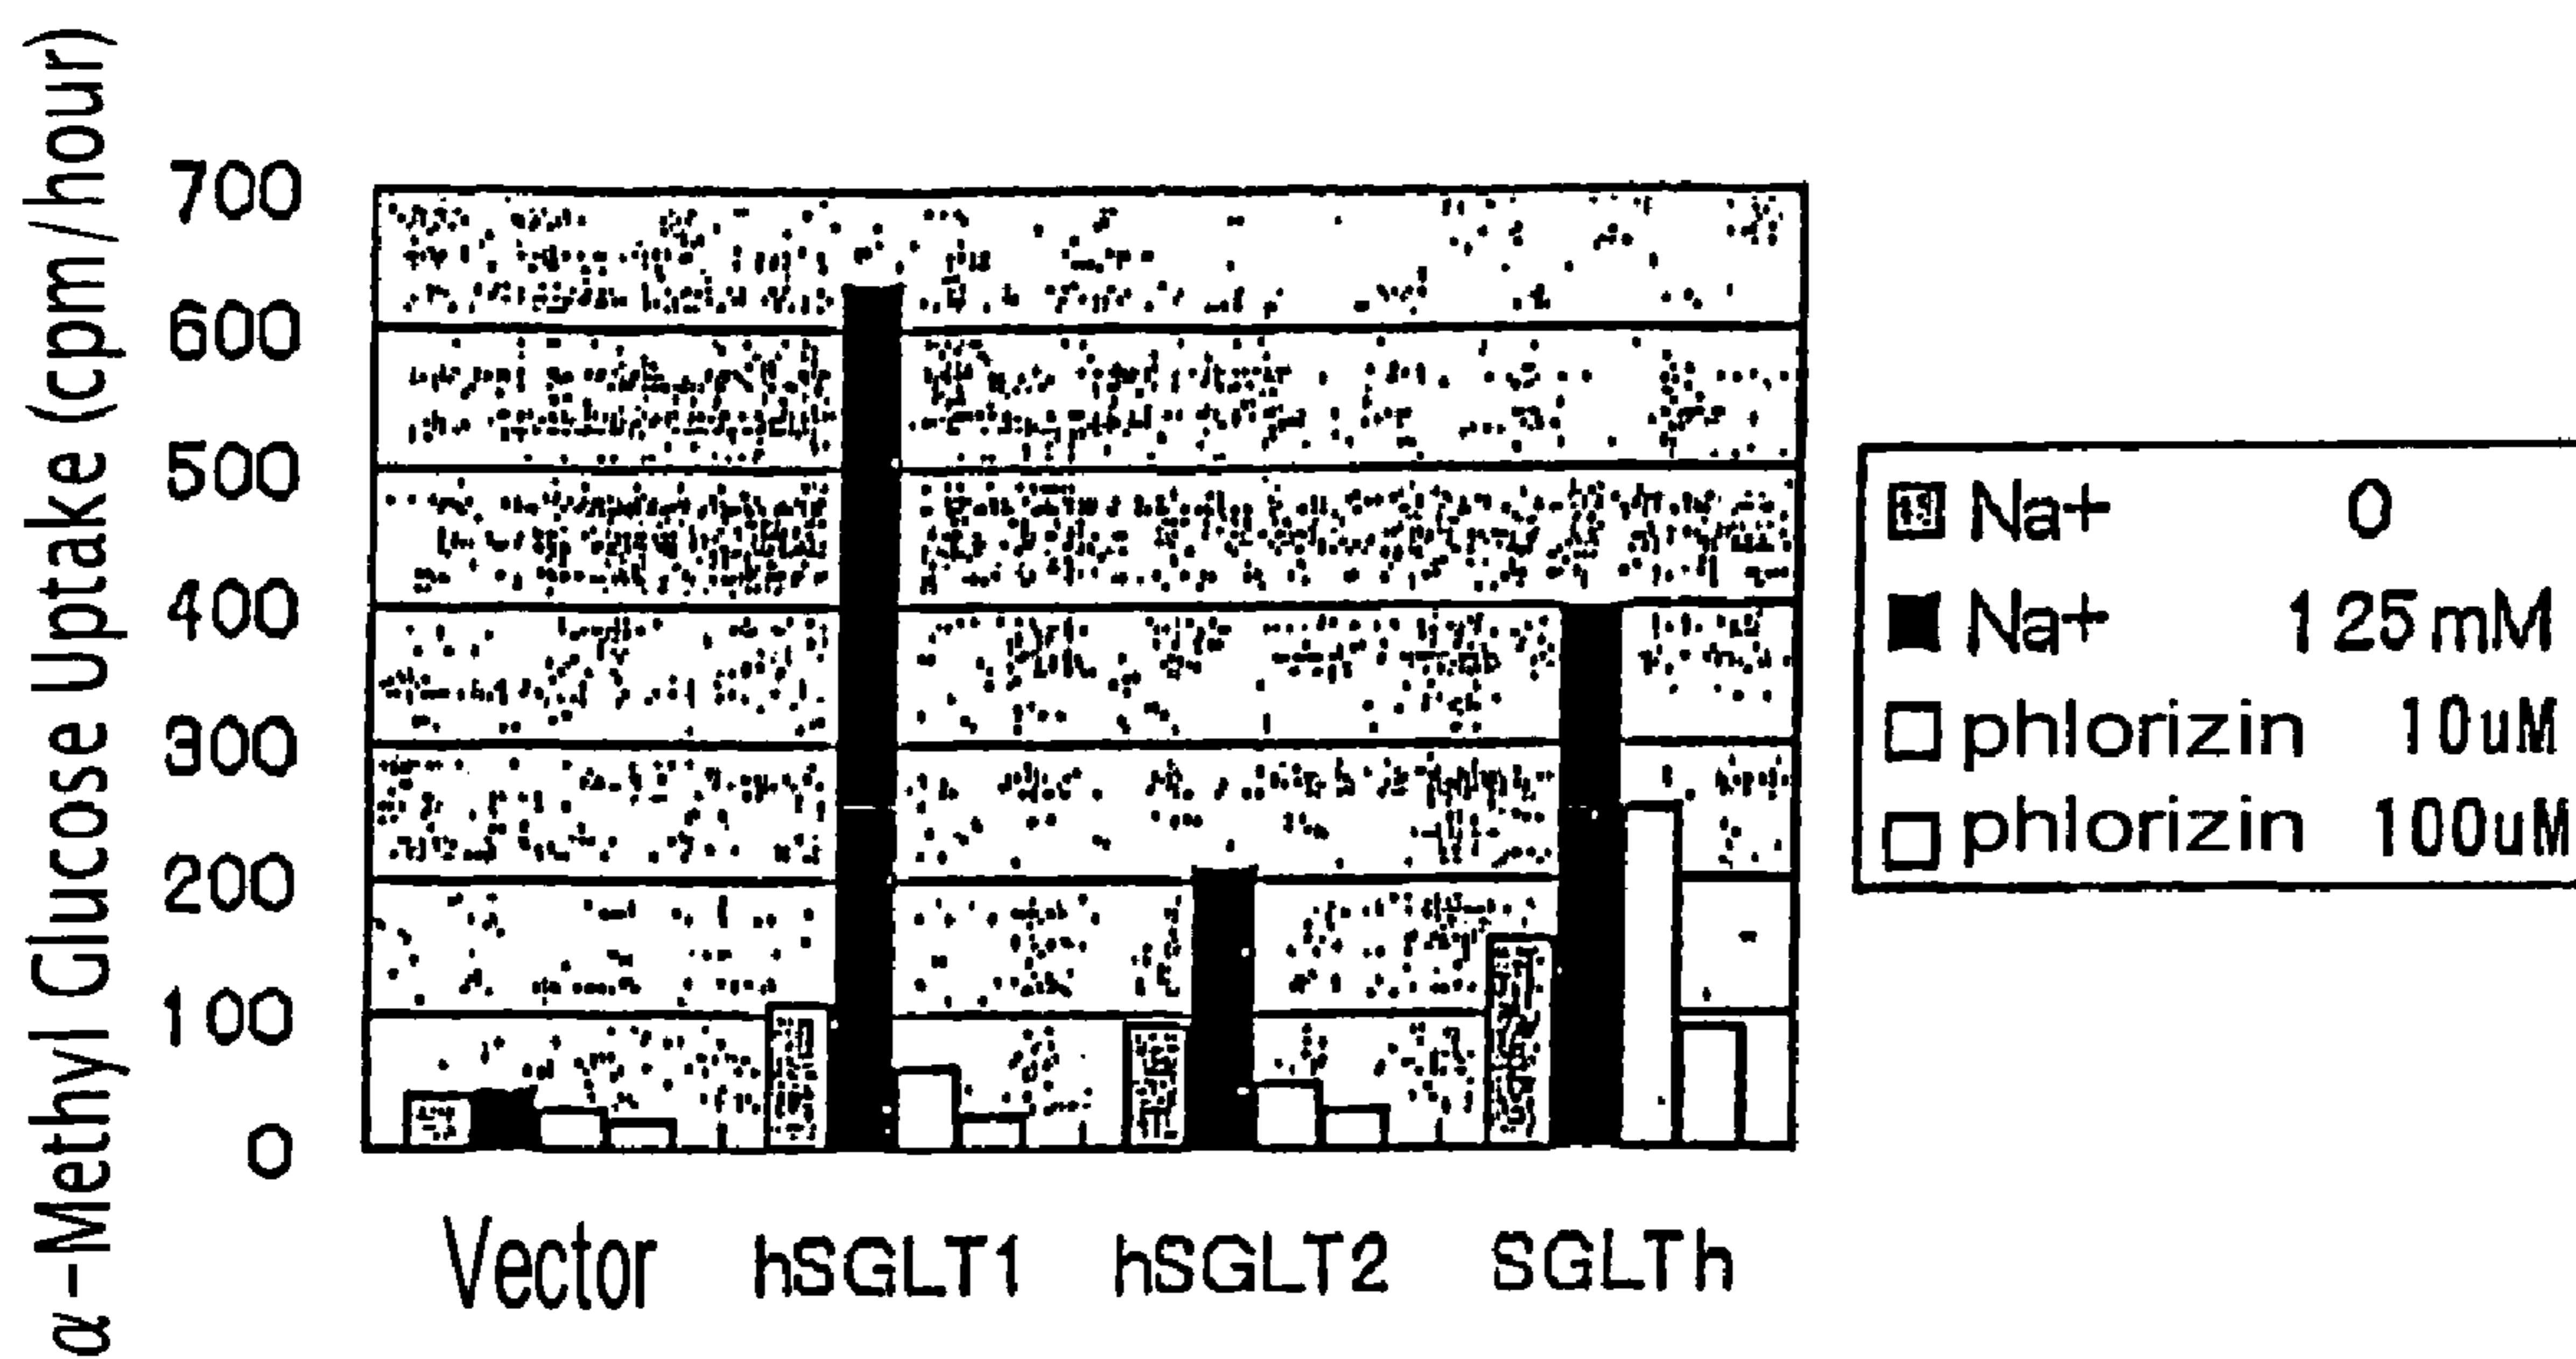 α-Methyl Glucose Uptake (cpm/hour)
700
600
500
400
300
200
100
0
Vector hSGLT1 hSGLT2 SGLTh
Na+ 0
Na+ 125mM
phlorizin 10uM
phlorizin 100uM